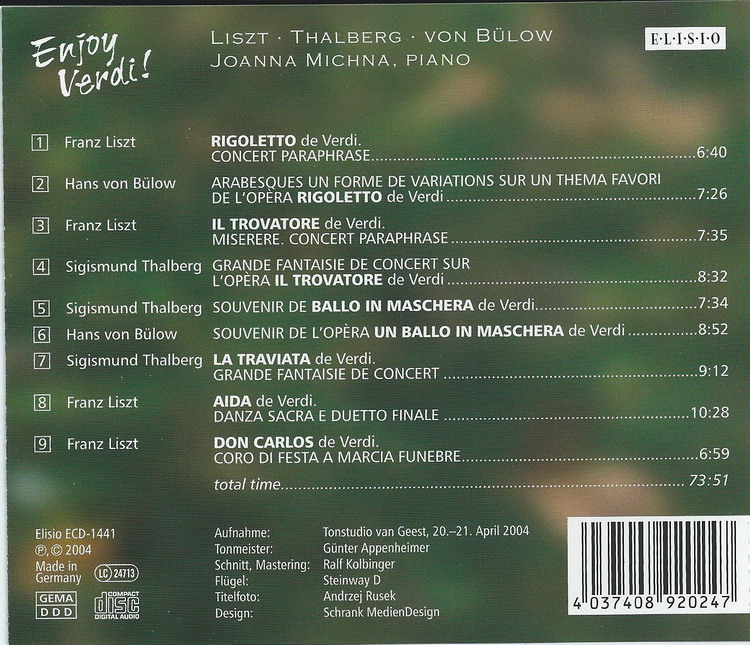 Enjoy
Verdi!
LISZT · THALBERG · VON BÜLOW
JOANNA MICHNA, PIANO
E·L·I·S·I·O
1 Franz Liszt RIGOLETTO de Verdi.
CONCERT PARAPHRASE 6:40
2 Hans von Bülow ARABESQUES UN FORME DE VARIATIONS SUR UN THEMA FAVORI
DE L'OPÈRA RIGOLETTO de Verdi 7:26
3 Franz Liszt IL TROVATORE de Verdi.
MISERERE. CONCERT PARAPHRASE 7:35
4 Sigismund Thalberg GRANDE FANTAISIE DE CONCERT SUR
L'OPÈRA IL TROVATORE de Verdi 8:32
5 Sigismund Thalberg SOUVENIR DE BALLO IN MASCHERA de Verdi 7:34
6 Hans von Bülow SOUVENIR DE L'OPÈRA UN BALLO IN MASCHERA de Verdi 8:52
7 Sigismund Thalberg LA TRAVIATA de Verdi.
GRANDE FANTAISIE DE CONCERT 9:12
8 Franz Liszt AIDA de Verdi.
DANZA SACRA E DUETTO FINALE 10:28
9 Franz Liszt DON CARLOS de Verdi.
CORO DI FESTA A MARCIA FUNEBRE 6:59
total time 73:51
Elisio ECD-1441
℗, © 2004
Made in
Germany
LC 24713
GEMA
DDD
COMPACT
disc
DIGITAL AUDIO
Aufnahme: Tonstudio van Geest, 20.–21. April 2004
Tonmeister: Günter Appenheimer
Schnitt, Mastering: Ralf Kolbinger
Flügel: Steinway D
Titelfoto: Andrzej Rusek
Design: Schrank MedienDesign
4 037408 920247